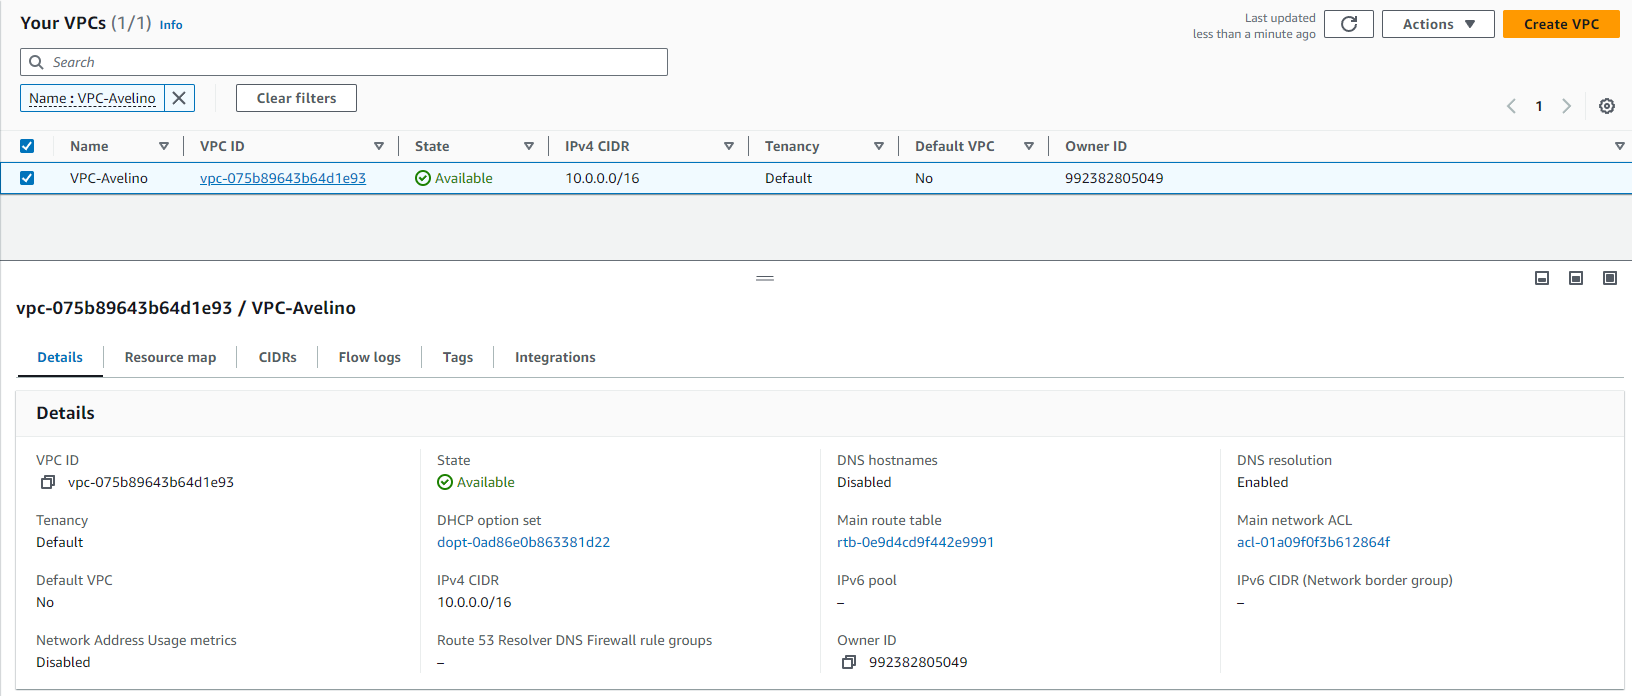 Your VPCs (1/1) Info
Last updated
less than a minute ago
Actions
Create VPC
Search
Name : VPC-Avelino
Clear filters
1
Name VPC ID State IPv4 CIDR Tenancy Default VPC Owner ID
VPC-Avelino vpc-075b89643b64d1e93 Available 10.0.0.0/16 Default No 992382805049
vpc-075b89643b64d1e93 / VPC-Avelino
Details Resource map CIDRs Flow logs Tags Integrations
Details
VPC ID State DNS hostnames DNS resolution
vpc-075b89643b64d1e93 Available Disabled Enabled
Tenancy DHCP option set Main route table Main network ACL
Default dopt-0ad86e0b863381d22 rtb-0e9d4cd9f442e9991 acl-01a09f0f3b612864f
Default VPC IPv4 CIDR IPv6 pool IPv6 CIDR (Network border group)
No 10.0.0.0/16 – –
Network Address Usage metrics Route 53 Resolver DNS Firewall rule groups Owner ID
Disabled – 992382805049